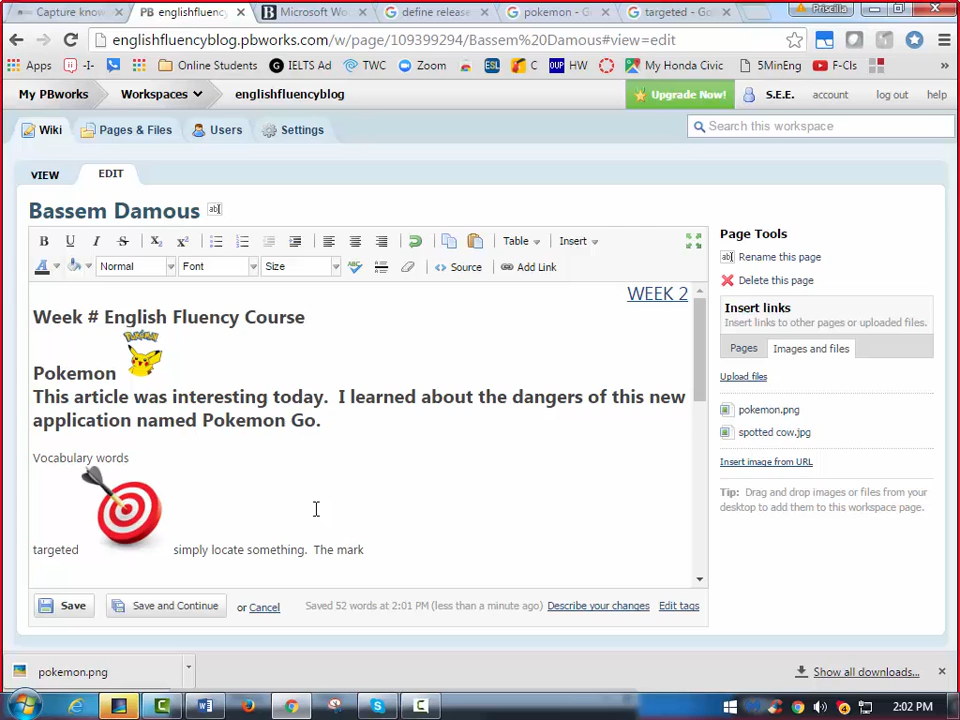 Capture know
PB englishfluency
Microsoft Wo
define release
pokemon - Go
targeted - Go
Priscilla
englishfluencyblog.pbworks.com/w/page/109399294/Bassem%20Damous#view=edit
Apps -I- Online Students IELTS Ad TWC Zoom ESL C OUP HW My Honda Civic 5MinEng F-Cls »
My PBworks Workspaces englishfluencyblog Upgrade Now! S.E.E. account log out help
Wiki Pages & Files Users Settings Search this workspace
VIEW EDIT
Bassem Damous
Table Insert
Normal Font Size Source Add Link
WEEK 2
Week # English Fluency Course
Pokemon
This article was interesting today. I learned about the dangers of this new
application named Pokemon Go.
Vocabulary words
targeted simply locate something. The mark
Save Save and Continue or Cancel Saved 52 words at 2:01 PM (less than a minute ago) Describe your changes Edit tags
Page Tools
Rename this page
Delete this page
Insert links
Insert links to other pages or uploaded files.
Pages Images and files
Upload files
pokemon.png
spotted cow.jpg
Insert image from URL
Tip: Drag and drop images or files from your
desktop to add them to this workspace page.
pokemon.png Show all downloads...
2:02 PM